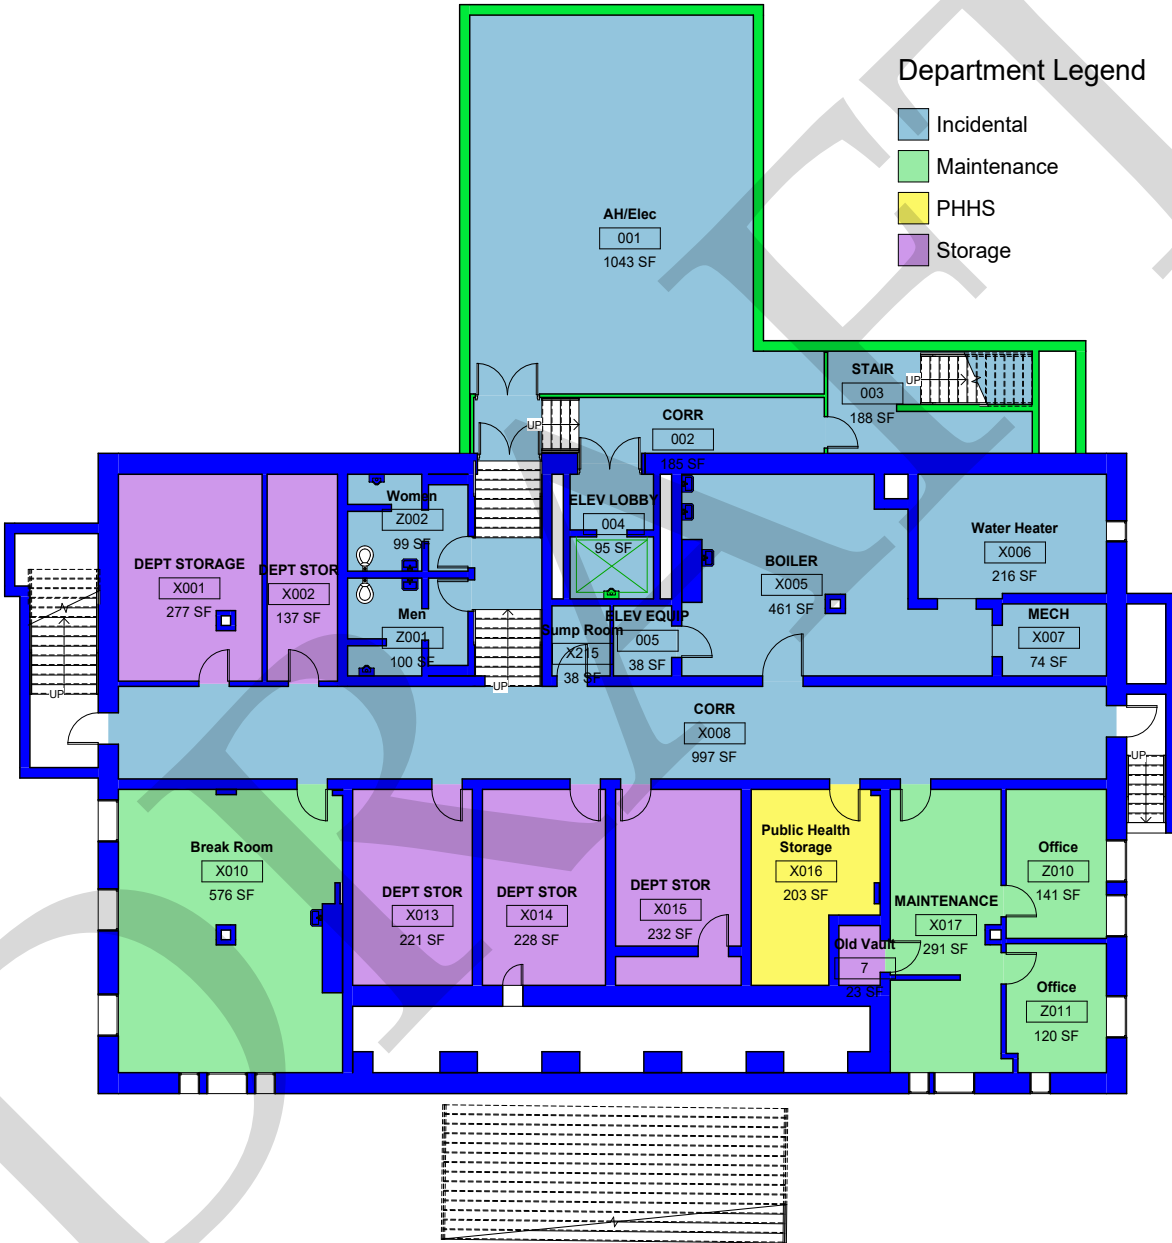 Department Legend
Incidental
Maintenance
PHHS
Storage
AH/Elec
001
1043 SF
STAIR
003
188 SF
UP
UP
CORR
002
185 SF
Women
Z002
99 SF
ELEV LOBBY
004
95 SF
BOILER
X005
461 SF
Water Heater
X006
216 SF
DEPT STORAGE
X001
277 SF
DEPT STOR
X002
137 SF
Men
Z001
100 SF
Sump Room
X215
38 SF
ELEV EQUIP
005
38 SF
MECH
X007
74 SF
UP
UP
CORR
X008
997 SF
UP
Break Room
X010
576 SF
DEPT STOR
X013
221 SF
DEPT STOR
X014
228 SF
DEPT STOR
X015
232 SF
Public Health
Storage
X016
203 SF
MAINTENANCE
X017
291 SF
Office
Z010
141 SF
Old Vault
7
23 SF
Office
Z011
120 SF
DRAFT